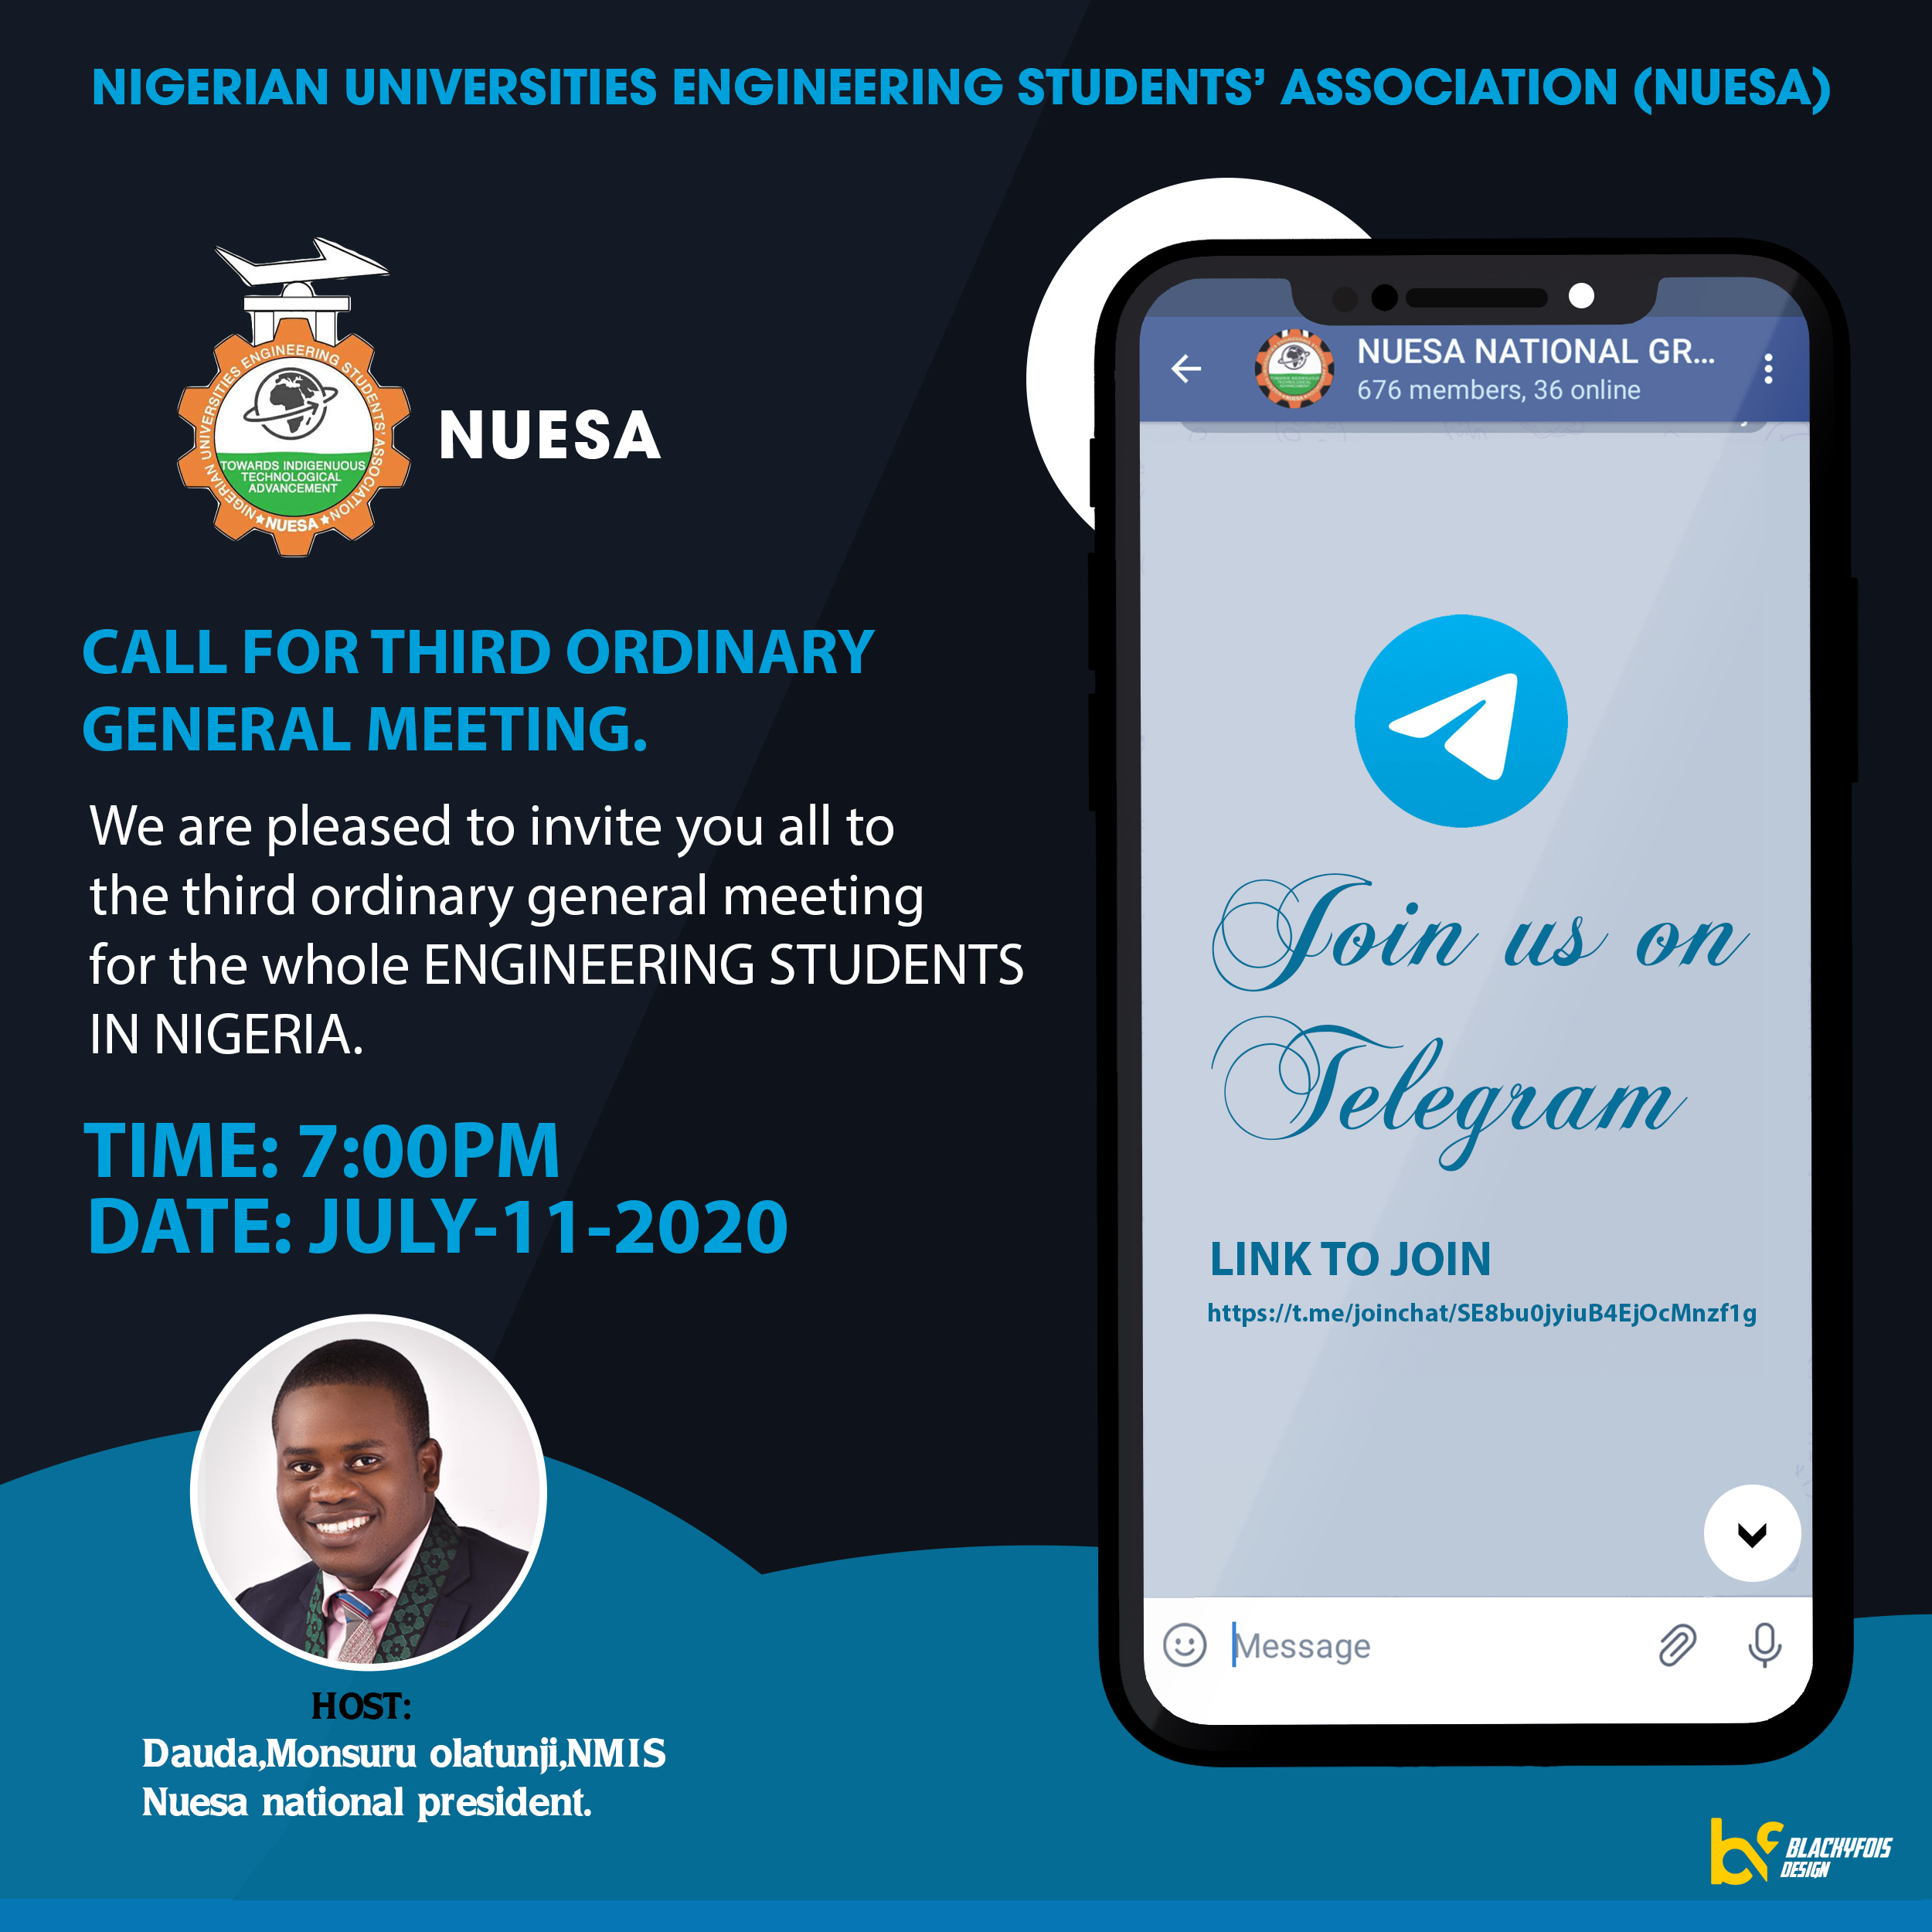 NIGERIAN UNIVERSITIES ENGINEERING STUDENTS’ ASSOCIATION (NUESA)
NIGERIAN UNIVERSITIES ENGINEERING STUDENTS' ASSOCIATION
TOWARDS INDIGENUOUS
TECHNOLOGICAL
ADVANCEMENT
NUESA
NUESA
CALL FOR THIRD ORDINARY
GENERAL MEETING.
We are pleased to invite you all to
the third ordinary general meeting
for the whole ENGINEERING STUDENTS
IN NIGERIA.
TIME: 7:00PM
DATE: JULY-11-2020
HOST:
Dauda,Monsuru olatunji,NMIS
Nuesa national president.
NUESA NATIONAL GR...
676 members, 36 online
Join us on
Telegram
LINK TO JOIN
https://t.me/joinchat/SE8bu0jyiuB4EjOcMnzf1g
Message
BLACKYFOIS
DESIGN